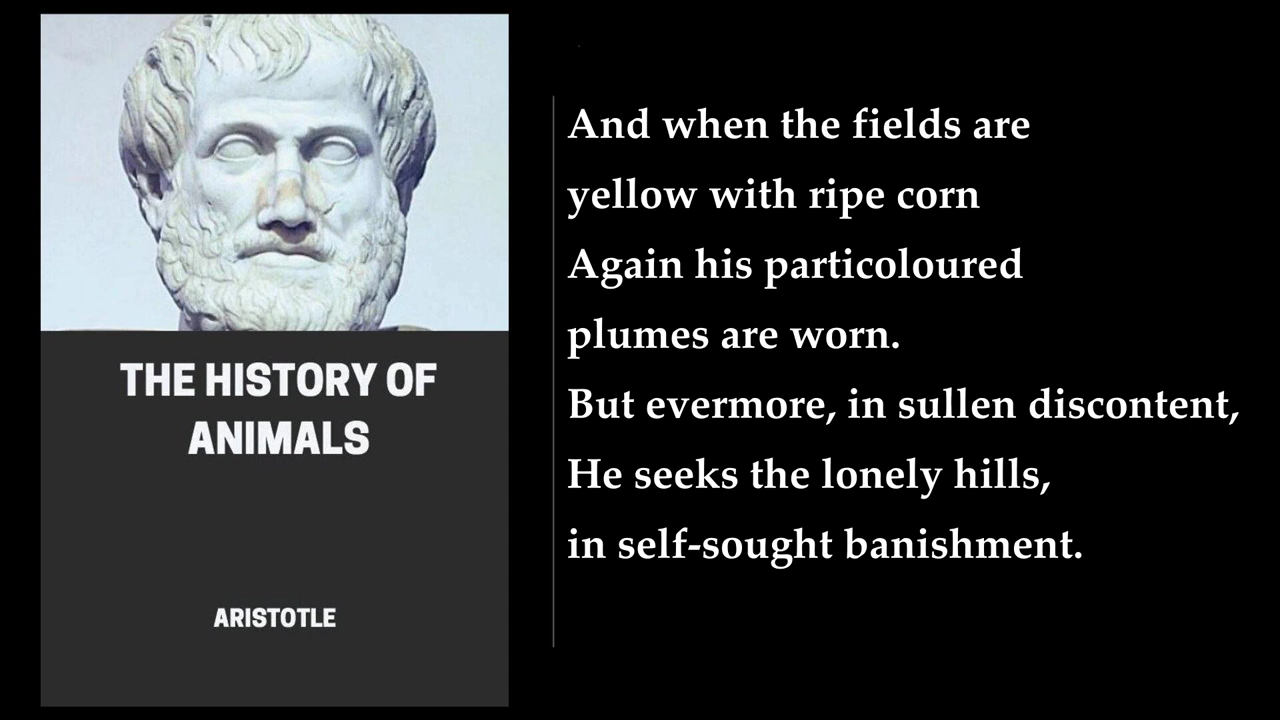 THE HISTORY OF
ANIMALS
ARISTOTLE
And when the fields are
yellow with ripe corn
Again his particoloured
plumes are worn.
But evermore, in sullen discontent,
He seeks the lonely hills,
in self-sought banishment.